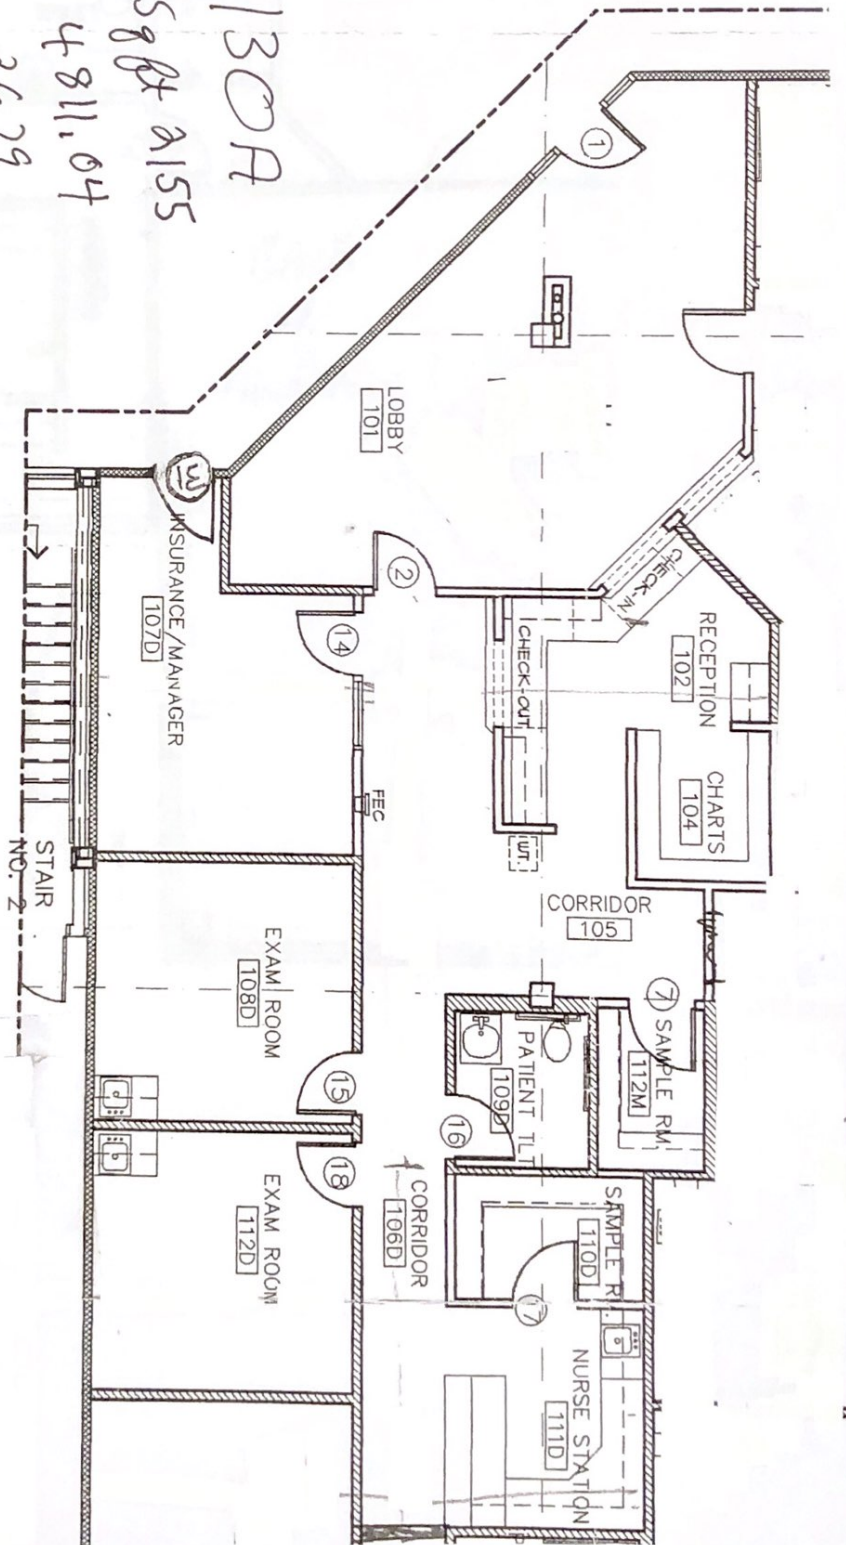 130A
sqft 2155
4811.04
1
LOBBY
101
2
CHECK-IN
RECEPTION
102
CHECK-OUT
CHARTS
104
UT.
13
INSURANCE/MANAGER
107D
14
FEC
STAIR
NO. 2
CORRIDOR
105
EXAM ROOM
108D
15
7
SAMPLE RM.
112M
PATIENT TLT
109D
16
18
EXAM ROOM
112D
CORRIDOR
106D
SAMPLE R
110D
NURSE STATION
111D